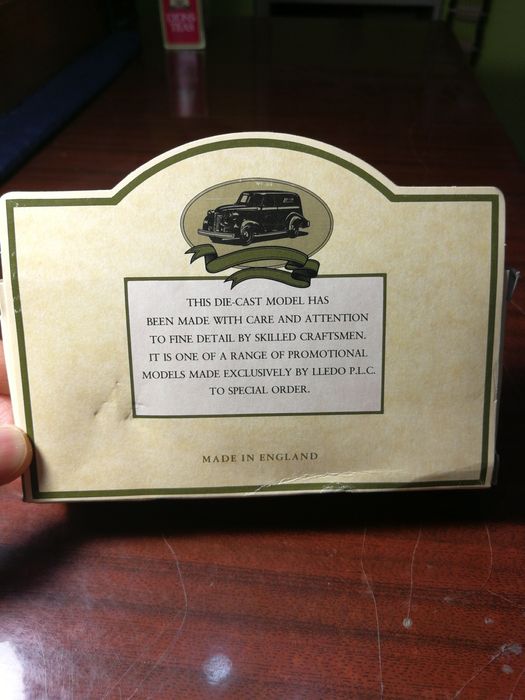 THIS DIE-CAST MODEL HAS
BEEN MADE WITH CARE AND ATTENTION
TO FINE DETAIL BY SKILLED CRAFTSMEN.
IT IS ONE OF A RANGE OF PROMOTIONAL
MODELS MADE EXCLUSIVELY BY LLEDO P.L.C.
TO SPECIAL ORDER.
MADE IN ENGLAND